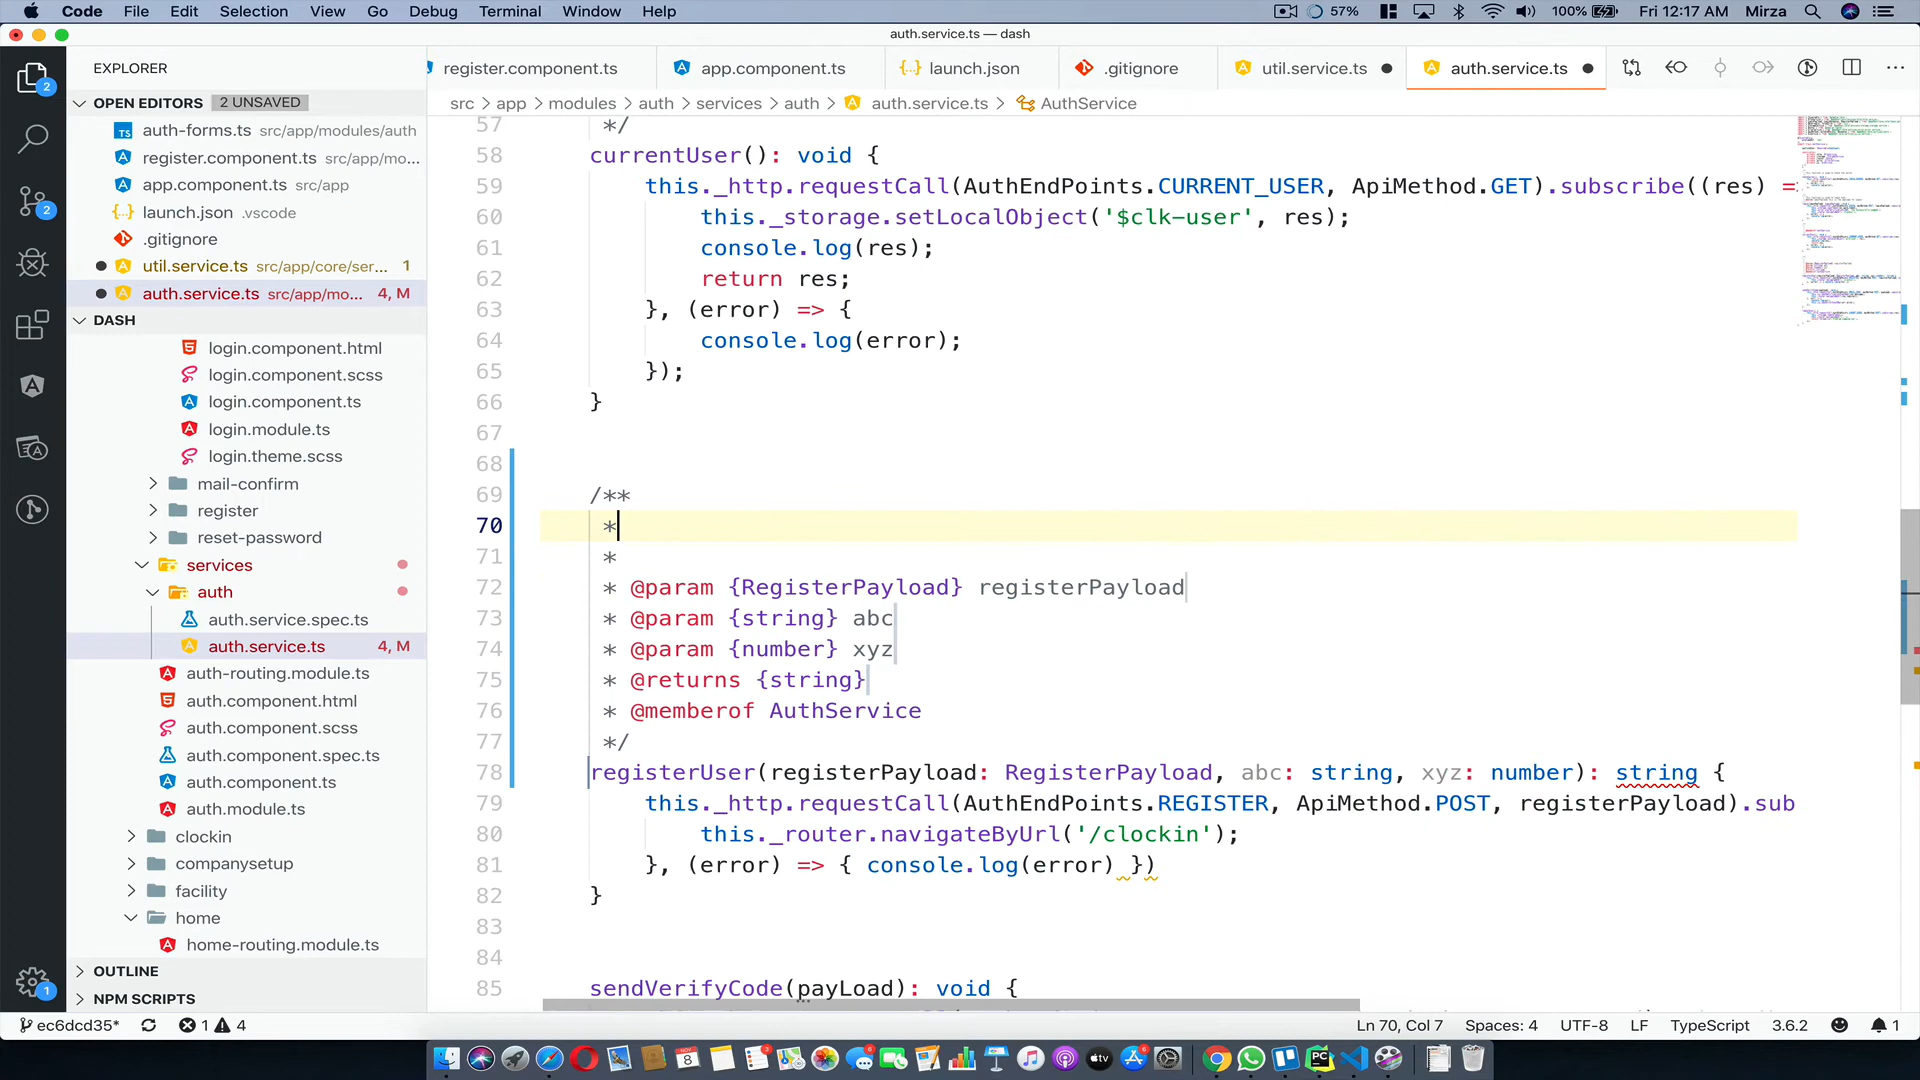 Code File Edit Selection View Go Debug Terminal Window Help 57% 100% Fri 12:17 AM Mirza
auth.service.ts — dash
EXPLORER
register.component.ts app.component.ts {} launch.json .gitignore util.service.ts auth.service.ts
OPEN EDITORS 2 UNSAVED
src > app > modules > auth > services > auth > auth.service.ts > AuthService
TS auth-forms.ts src/app/modules/auth
register.component.ts src/app/mo...
app.component.ts src/app
{} launch.json .vscode
.gitignore
util.service.ts src/app/core/ser... 1
auth.service.ts src/app/mo... 4, M
DASH
login.component.html
login.component.scss
login.component.ts
login.module.ts
login.theme.scss
mail-confirm
register
reset-password
services
auth
auth.service.spec.ts
auth.service.ts 4, M
auth-routing.module.ts
auth.component.html
auth.component.scss
auth.component.spec.ts
auth.component.ts
auth.module.ts
clockin
companysetup
facility
home
home-routing.module.ts
OUTLINE
NPM SCRIPTS
57 */
58 currentUser(): void {
59 this._http.requestCall(AuthEndPoints.CURRENT_USER, ApiMethod.GET).subscribe((res) =
60 this._storage.setLocalObject('$clk-user', res);
61 console.log(res);
62 return res;
63 }, (error) => {
64 console.log(error);
65 });
66 }
67
68
69 /**
70 *
71 *
72 * @param {RegisterPayload} registerPayload
73 * @param {string} abc
74 * @param {number} xyz
75 * @returns {string}
76 * @memberof AuthService
77 */
78 registerUser(registerPayload: RegisterPayload, abc: string, xyz: number): string {
79 this._http.requestCall(AuthEndPoints.REGISTER, ApiMethod.POST, registerPayload).sub
80 this._router.navigateByUrl('/clockin');
81 }, (error) => { console.log(error) })
82 }
83
84
85 sendVerifyCode(payLoad): void {
ec6dcd35* 1 4 Ln 70, Col 7 Spaces: 4 UTF-8 LF TypeScript 3.6.2 1